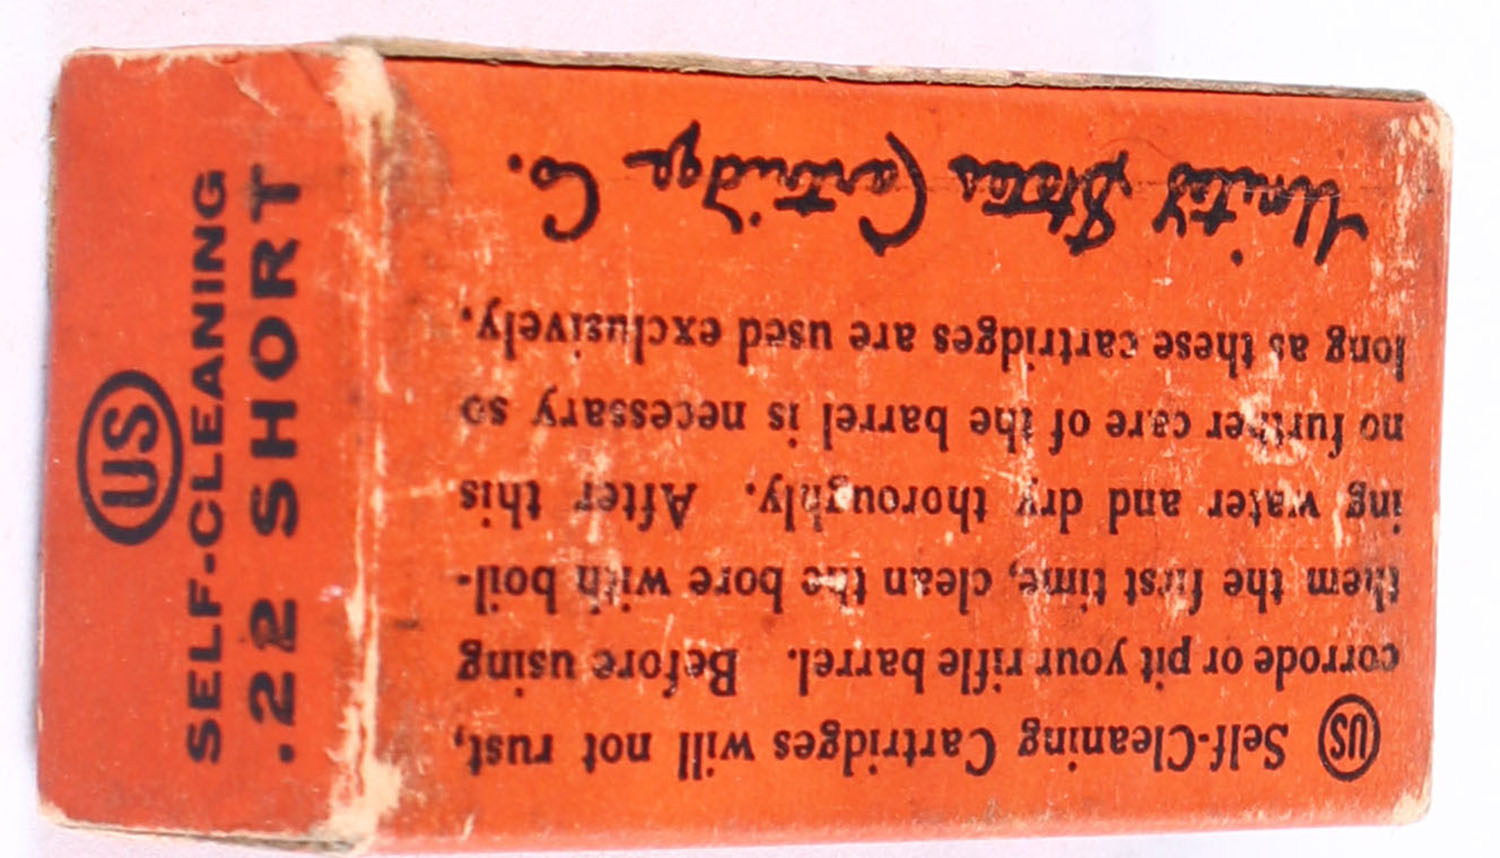 US
SELF-CLEANING
.22 SHORT
US Self-Cleaning Cartridges will not rust,
corrode or pit your rifle barrel. Before using
them the first time, clean the bore with boil-
ing water and dry thoroughly. After this
no further care of the barrel is necessary so
long as these cartridges are used exclusively.
United States Cartridge Co.